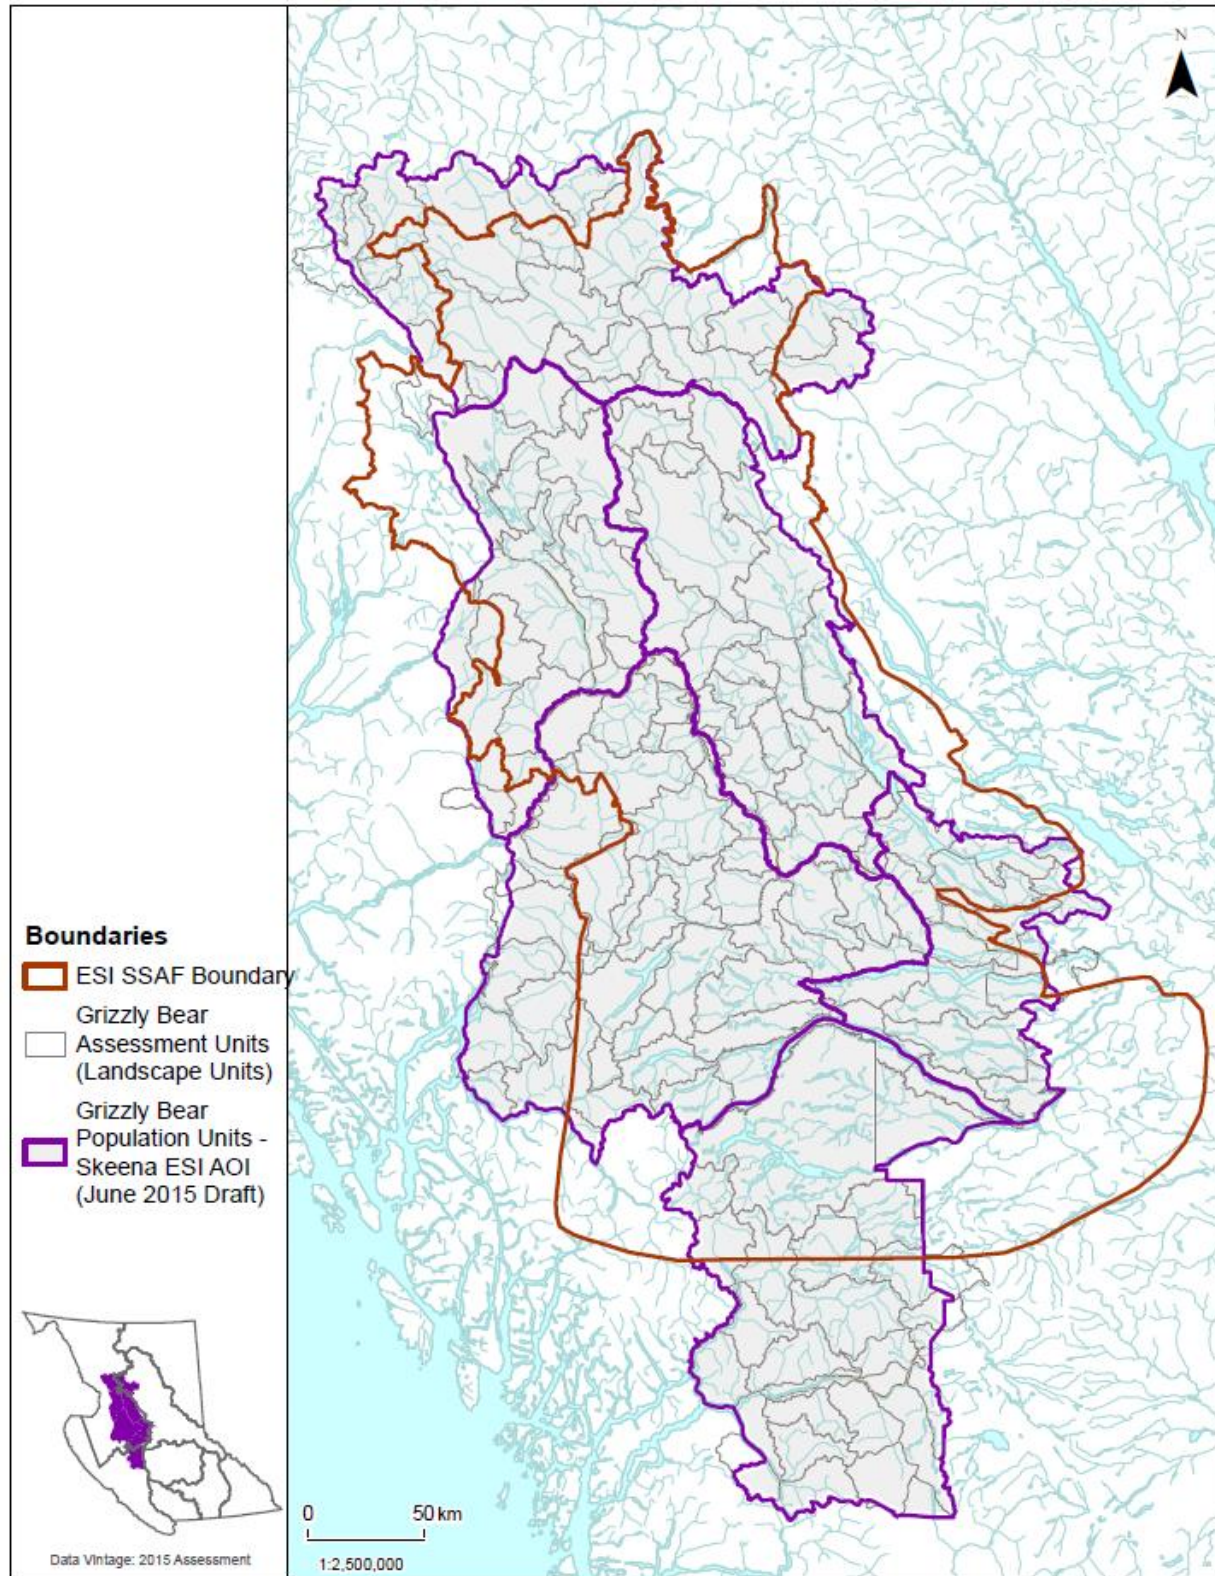 N
Boundaries
ESI SSAF Boundary
Grizzly Bear
Assessment Units
(Landscape Units)
Grizzly Bear
Population Units -
Skeena ESI AOI
(June 2015 Draft)
0 50 km
1:2,500,000
Data Vintage: 2015 Assessment